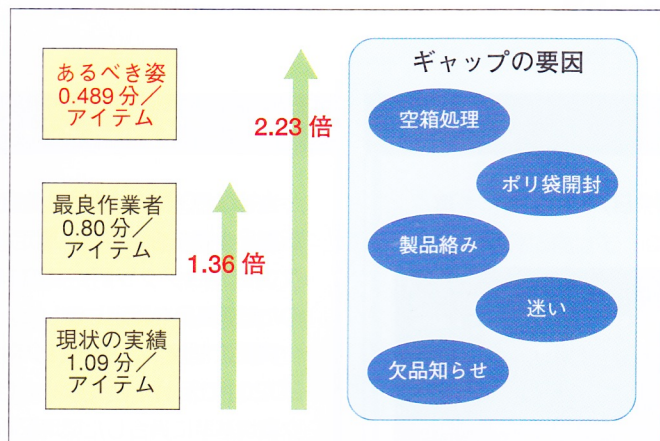 あるべき姿
0.489分／
アイテム
最良作業者
0.80分／
アイテム
現状の実績
1.09分／
アイテム
2.23倍
1.36倍
ギャップの要因
空箱処理
ポリ袋開封
製品絡み
迷い
欠品知らせ